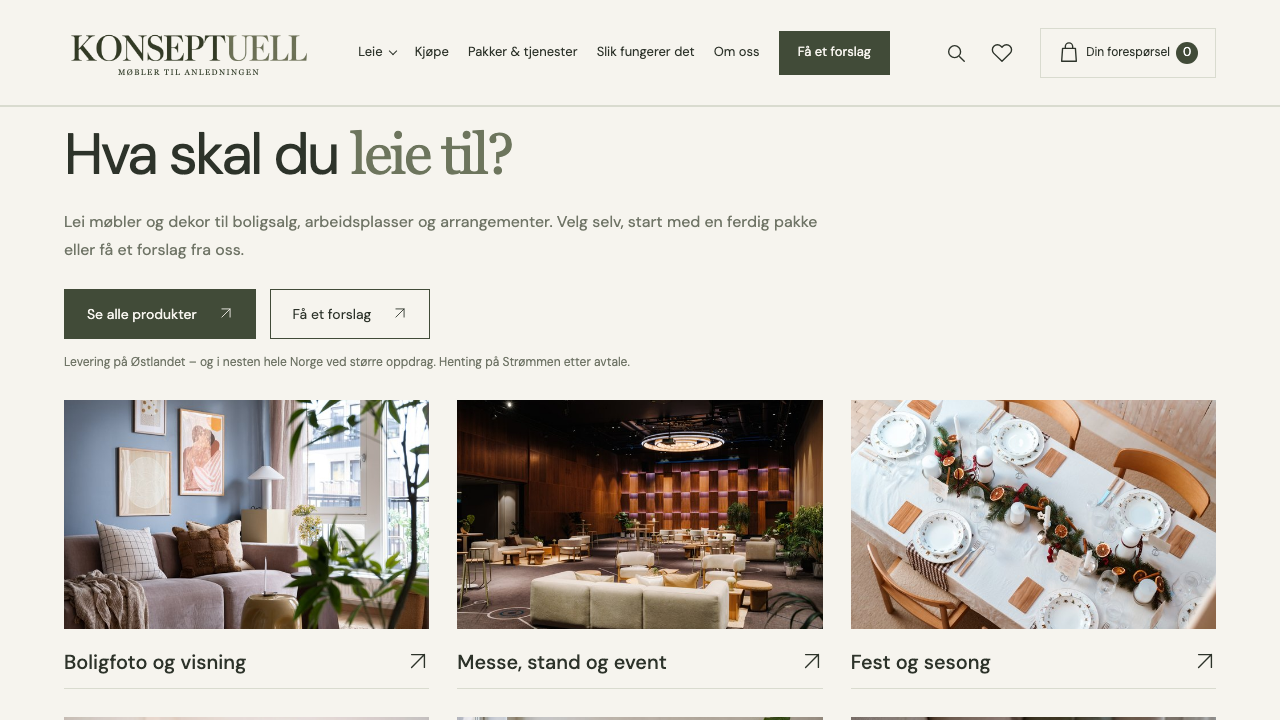 KONSEPTUELL
MØBLER TIL ANLEDNINGEN
Leie
Kjøpe
Pakker & tjenester
Slik fungerer det
Om oss
Få et forslag
Din forespørsel 0
Hva skal du leie til?
Lei møbler og dekor til boligsalg, arbeidsplasser og arrangementer. Velg selv, start med en ferdig pakke
eller få et forslag fra oss.
Se alle produkter
Få et forslag
Levering på Østlandet – og i nesten hele Norge ved større oppdrag. Henting på Strømmen etter avtale.
Boligfoto og visning
Messe, stand og event
Fest og sesong